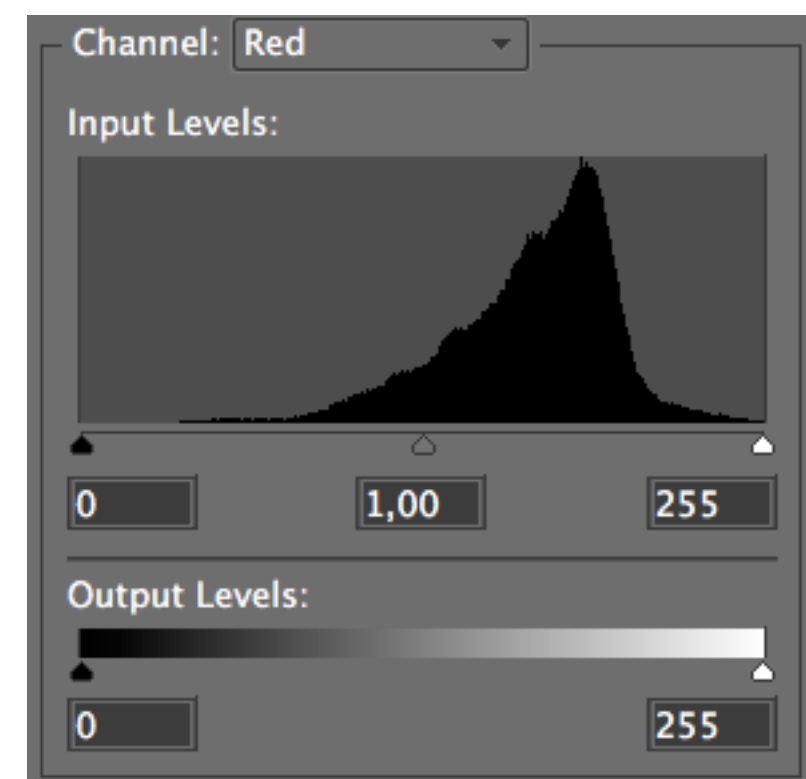 Channel: Red
Input Levels:
0 1,00 255
Output Levels:
0 255